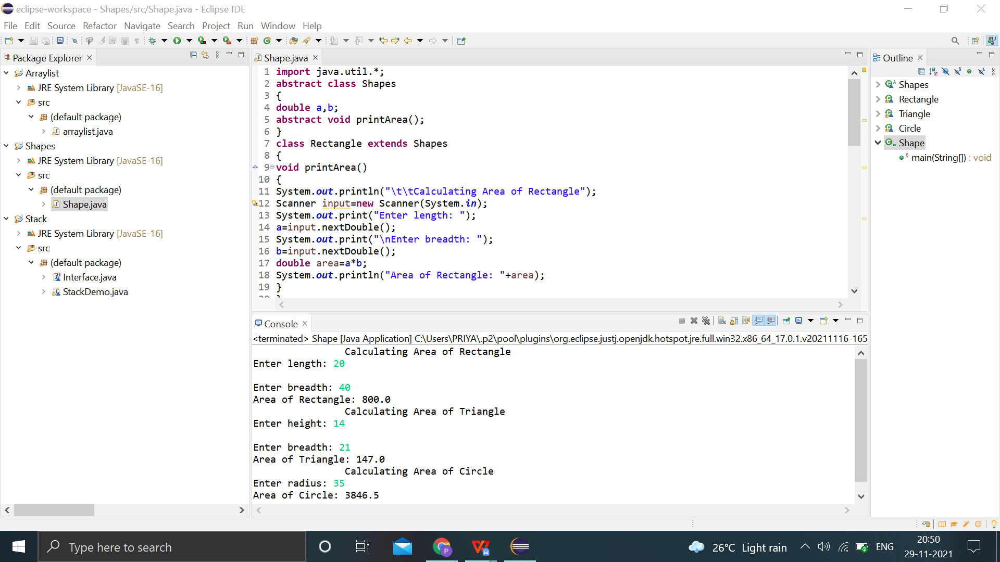 eclipse-workspace - Shapes/src/Shape.java - Eclipse IDE
File Edit Source Refactor Navigate Search Project Run Window Help
Package Explorer
Arraylist
JRE System Library [JavaSE-16]
src
(default package)
arraylist.java
Shapes
JRE System Library [JavaSE-16]
src
(default package)
Shape.java
Stack
JRE System Library [JavaSE-16]
src
(default package)
Interface.java
StackDemo.java
Shape.java
1 import java.util.*;
2 abstract class Shapes
3 {
4 double a,b;
5 abstract void printArea();
6 }
7 class Rectangle extends Shapes
8 {
9 void printArea()
10 {
11 System.out.println("\t\tCalculating Area of Rectangle");
12 Scanner input=new Scanner(System.in);
13 System.out.print("Enter length: ");
14 a=input.nextDouble();
15 System.out.print("\nEnter breadth: ");
16 b=input.nextDouble();
17 double area=a*b;
18 System.out.println("Area of Rectangle: "+area);
19 }
Console
<terminated> Shape [Java Application] C:\Users\PRIYA\.p2\pool\plugins\org.eclipse.justj.openjdk.hotspot.jre.full.win32.x86_64_17.0.1.v20211116-165
Calculating Area of Rectangle
Enter length: 20
Enter breadth: 40
Area of Rectangle: 800.0
Calculating Area of Triangle
Enter height: 14
Enter breadth: 21
Area of Triangle: 147.0
Calculating Area of Circle
Enter radius: 35
Area of Circle: 3846.5
Outline
Shapes
Rectangle
Triangle
Circle
Shape
main(String[]) : void
Type here to search
26°C Light rain
ENG
20:50
29-11-2021